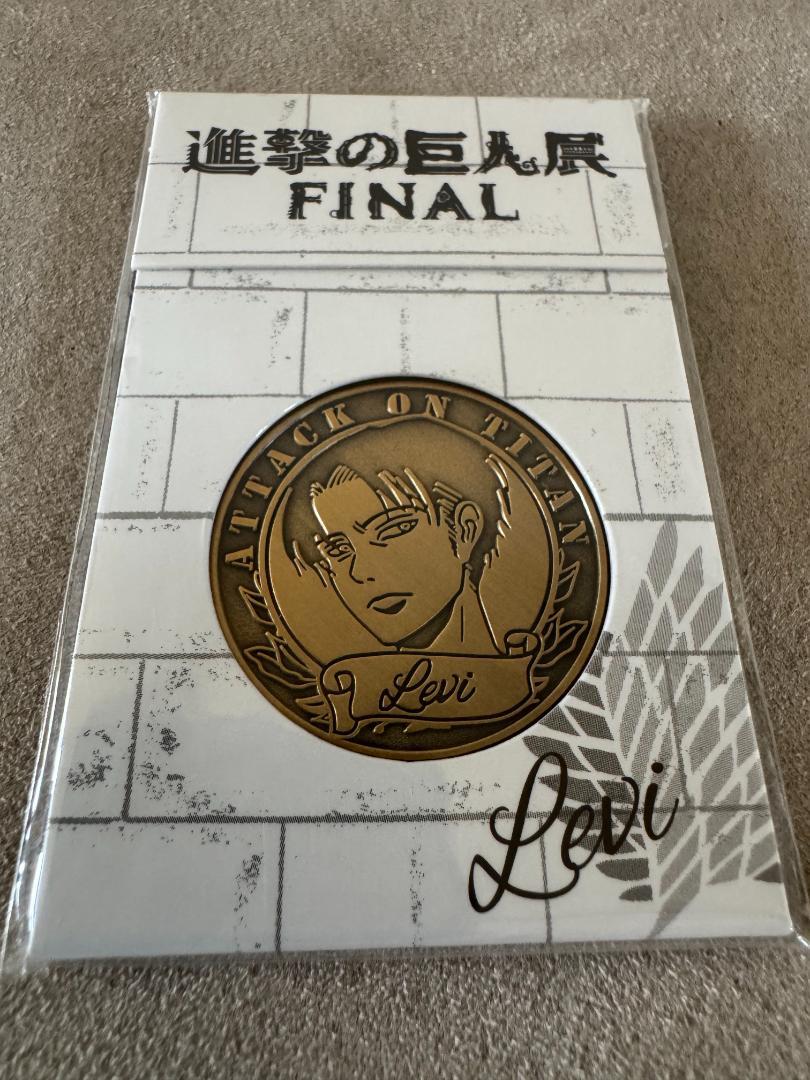 進撃の巨人展
FINAL
ATTACK ON TITAN
Levi
Levi